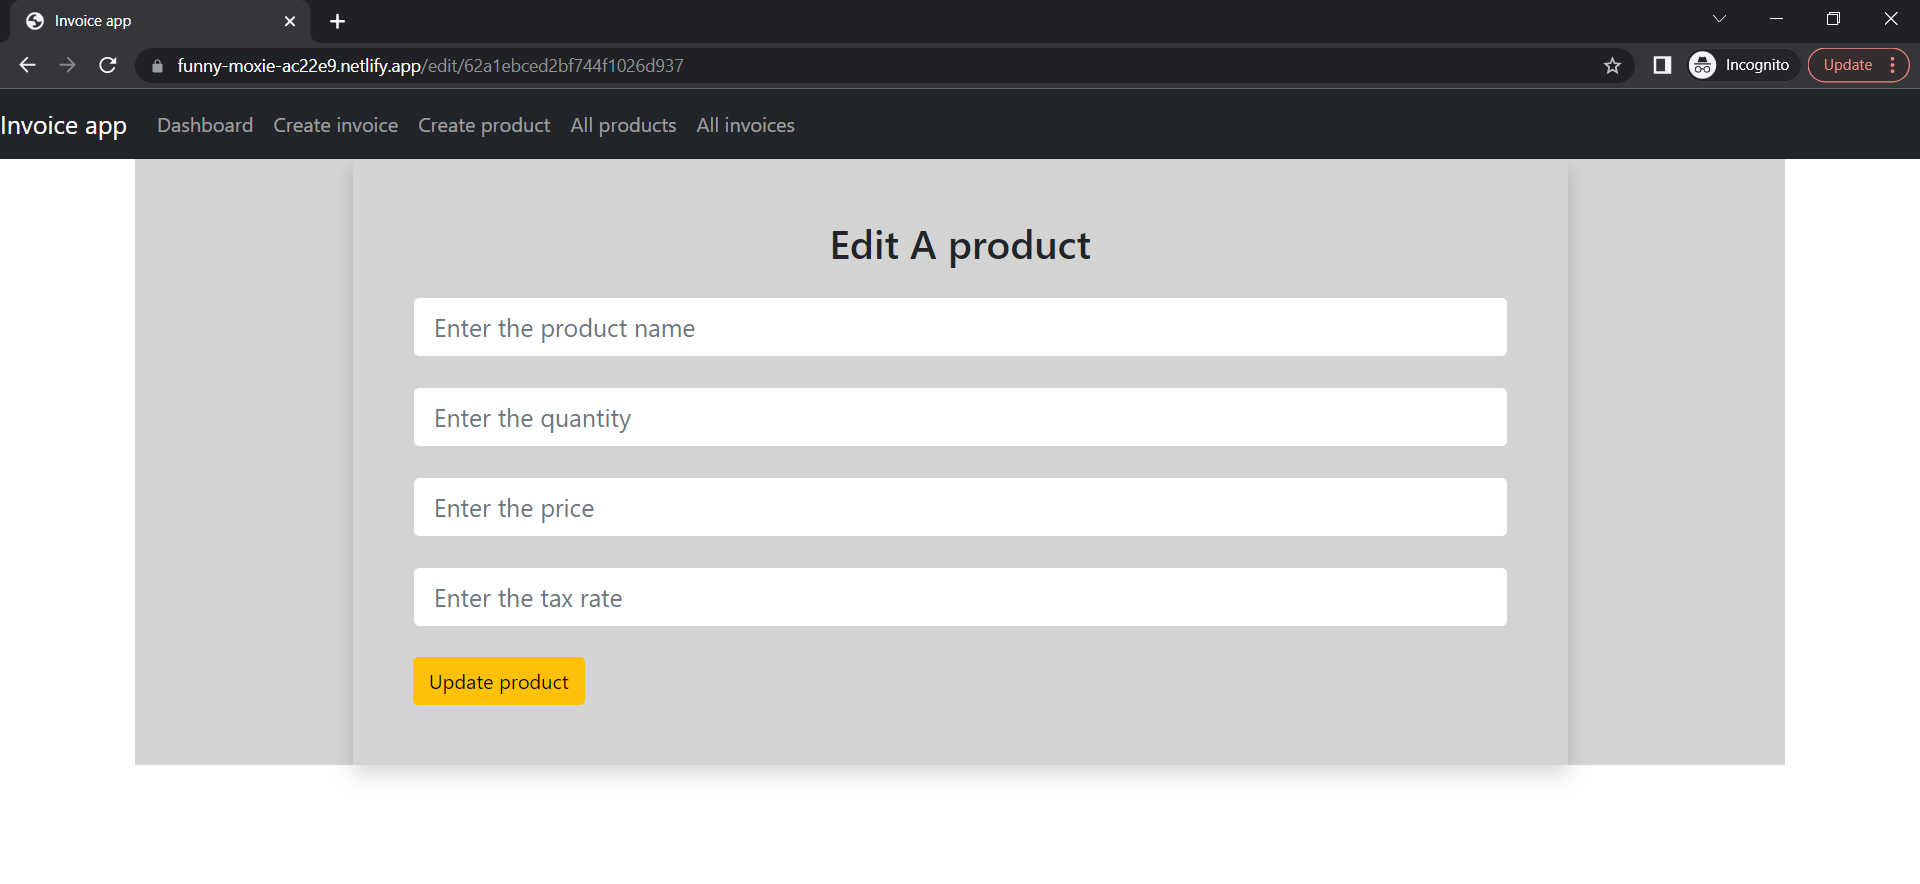 Invoice app
funny-moxie-ac22e9.netlify.app/edit/62a1ebced2bf744f1026d937
Incognito
Update
Invoice app Dashboard Create invoice Create product All products All invoices
Edit A product
Enter the product name
Enter the quantity
Enter the price
Enter the tax rate
Update product